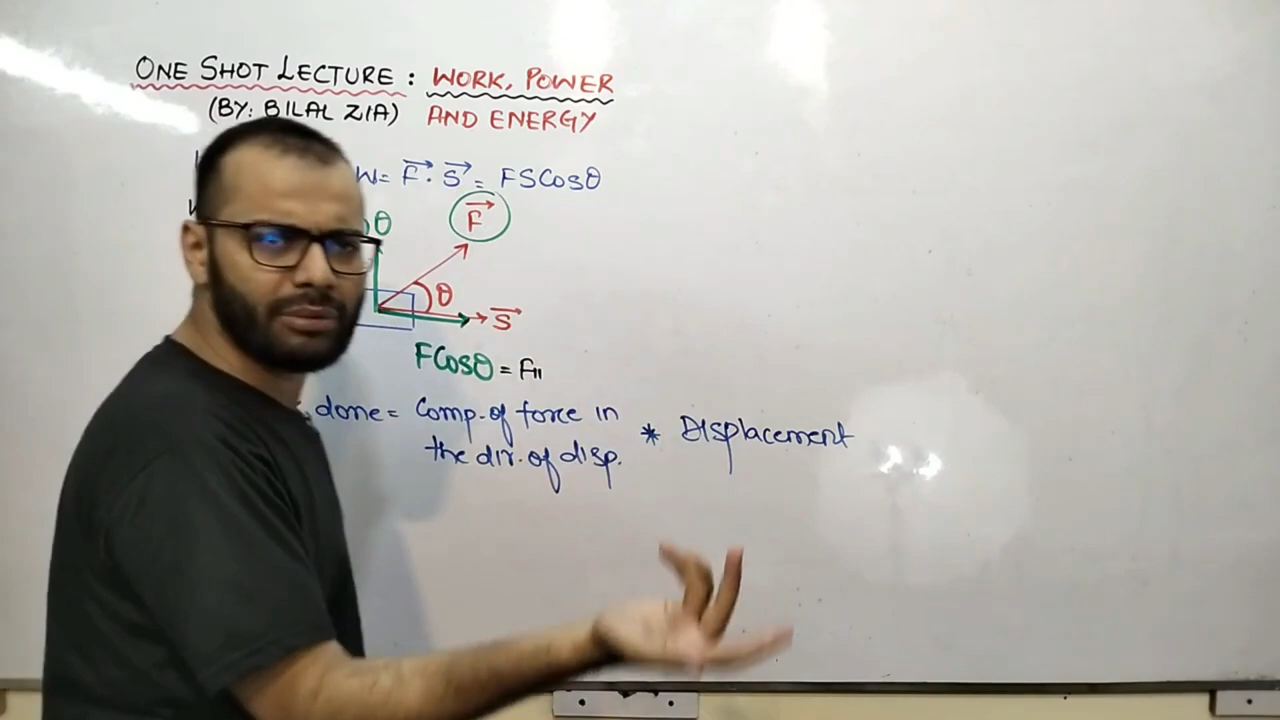 ONE SHOT LECTURE : WORK, POWER
(BY: BILAL ZIA) AND ENERGY
W= F⃗ . S⃗ = FSCosθ
θ
F⃗
θ
S⃗
FCosθ = F||
done = Comp. of force in
the dir. of disp. * Displacement